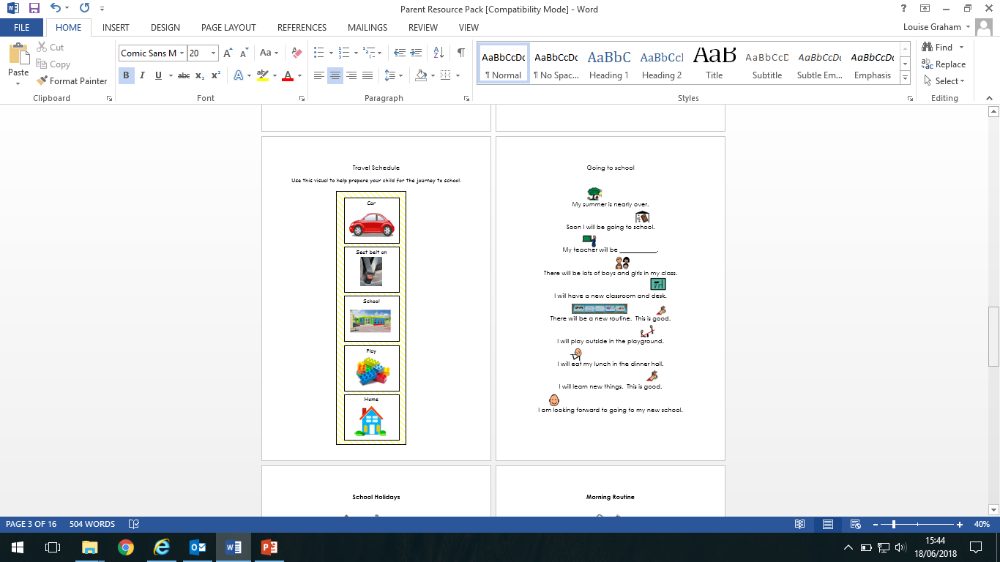 Parent Resource Pack [Compatibility Mode] - Word
?
FILE HOME INSERT DESIGN PAGE LAYOUT REFERENCES MAILINGS REVIEW VIEW
Louise Graham
Paste
Cut
Copy
Format Painter
Clipboard
Comic Sans M 20
Aa
B I U abc x₂ x²
A ab A
Font
Paragraph
AaBbCcDc AaBbCcDc AaBbC AaBbCcI AaB AaBbCcD AaBbCcDc AaBbCcDc
¶ Normal ¶ No Spac... Heading 1 Heading 2 Title Subtitle Subtle Em... Emphasis
Styles
Find
Replace
Select
Editing
Travel Schedule
Use this visual to help prepare your child for the journey to school.
Car
Seat belt on
School
Play
Home
Going to school
My summer is nearly over.
Soon I will be going to school.
My teacher will be ___________.
There will be lots of boys and girls in my class.
I will have a new classroom and desk.
There will be a new routine. This is good.
I will play outside in the playground.
I will eat my lunch in the dinner hall.
I will learn new things. This is good.
I am looking forward to going to my new school.
School Holidays
Morning Routine
PAGE 3 OF 16 504 WORDS
40%
15:44
18/06/2018